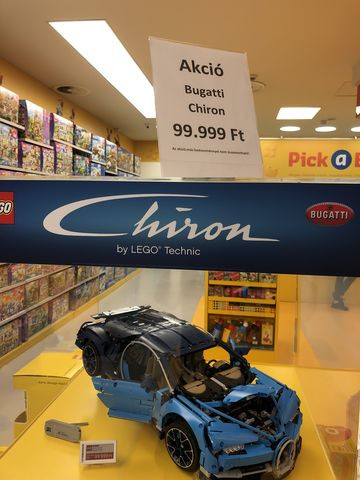 Akció
Bugatti
Chiron
99.999 Ft
Pick a
LEGO
Chiron
by LEGO® Technic
BUGATTI